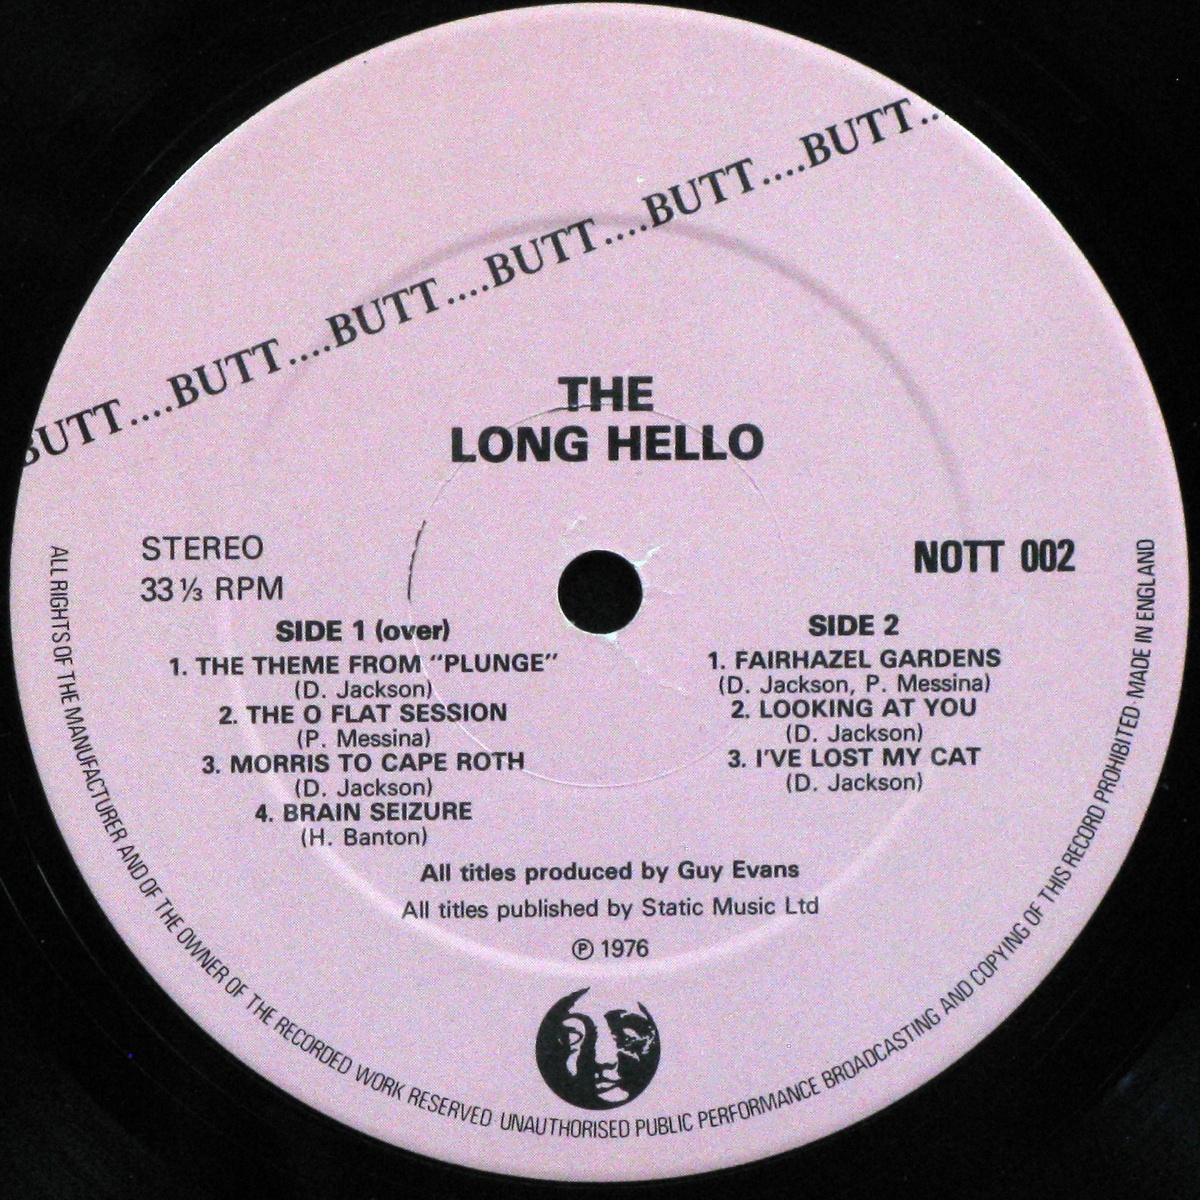 BUTT....BUTT....BUTT....BUTT....BUTT....BUTT..
THE
LONG HELLO
STEREO
33⅓ RPM
NOTT 002
SIDE 1 (over)
1. THE THEME FROM “PLUNGE”
(D. Jackson)
2. THE O FLAT SESSION
(P. Messina)
3. MORRIS TO CAPE ROTH
(D. Jackson)
4. BRAIN SEIZURE
(H. Banton)
SIDE 2
1. FAIRHAZEL GARDENS
(D. Jackson, P. Messina)
2. LOOKING AT YOU
(D. Jackson)
3. I'VE LOST MY CAT
(D. Jackson)
All titles produced by Guy Evans
All titles published by Static Music Ltd
℗ 1976
ALL RIGHTS OF THE MANUFACTURER AND OF THE OWNER OF THE RECORDED WORK RESERVED UNAUTHORISED PUBLIC PERFORMANCE BROADCASTING AND COPYING OF THIS RECORD PROHIBITED · MADE IN ENGLAND